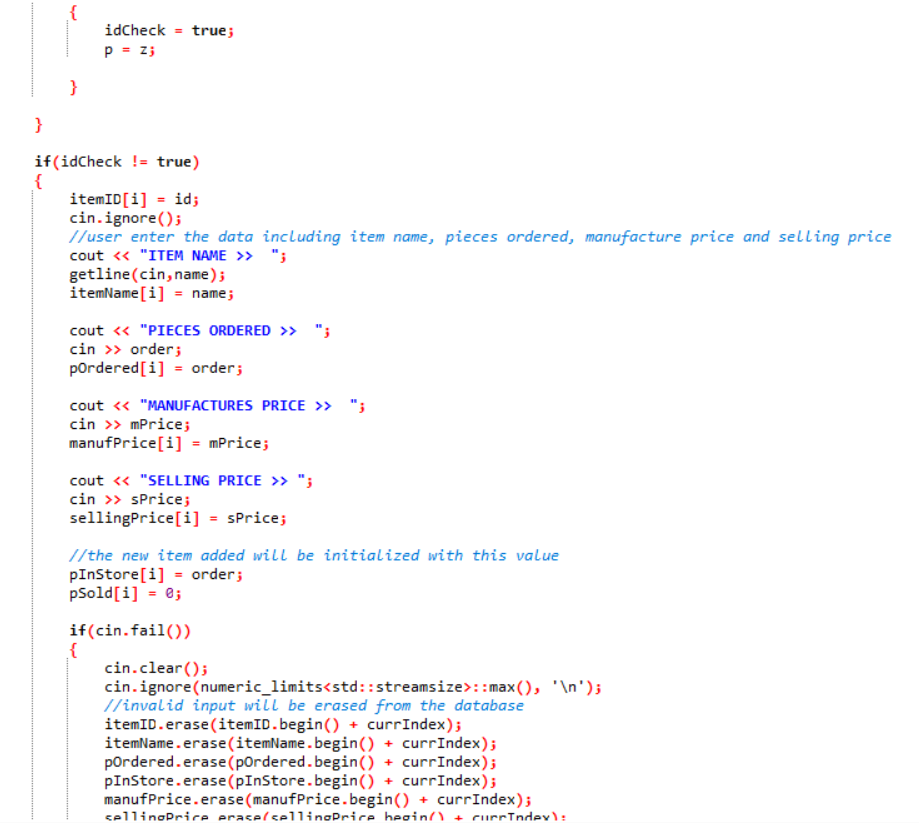 {
idCheck = true;
p = z;
}
}
if(idCheck != true)
{
itemID[i] = id;
cin.ignore();
//user enter the data including item name, pieces ordered, manufacture price and selling price
cout << "ITEM NAME >>  ";
getline(cin,name);
itemName[i] = name;
cout << "PIECES ORDERED >>  ";
cin >> order;
pOrdered[i] = order;
cout << "MANUFACTURES PRICE >>  ";
cin >> mPrice;
manufPrice[i] = mPrice;
cout << "SELLING PRICE >> ";
cin >> sPrice;
sellingPrice[i] = sPrice;
//the new item added will be initialized with this value
pInStore[i] = order;
pSold[i] = 0;
if(cin.fail())
{
cin.clear();
cin.ignore(numeric_limits<std::streamsize>::max(), '\n');
//invalid input will be erased from the database
itemID.erase(itemID.begin() + currIndex);
itemName.erase(itemName.begin() + currIndex);
pOrdered.erase(pOrdered.begin() + currIndex);
pInStore.erase(pInStore.begin() + currIndex);
manufPrice.erase(manufPrice.begin() + currIndex);
sellingPrice.erase(sellingPrice.begin() + currIndex);